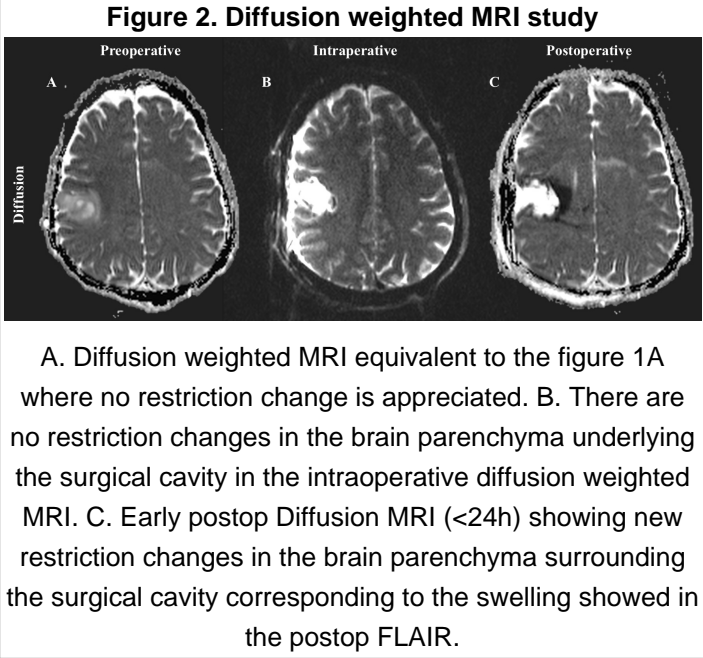 Figure 2. Diffusion weighted MRI study
Preoperative
Intraperative
Postoperative
A
B
C
Diffusion
A. Diffusion weighted MRI equivalent to the figure 1A
where no restriction change is appreciated. B. There are
no restriction changes in the brain parenchyma underlying
the surgical cavity in the intraoperative diffusion weighted
MRI. C. Early postop Diffusion MRI (<24h) showing new
restriction changes in the brain parenchyma surrounding
the surgical cavity corresponding to the swelling showed in
the postop FLAIR.